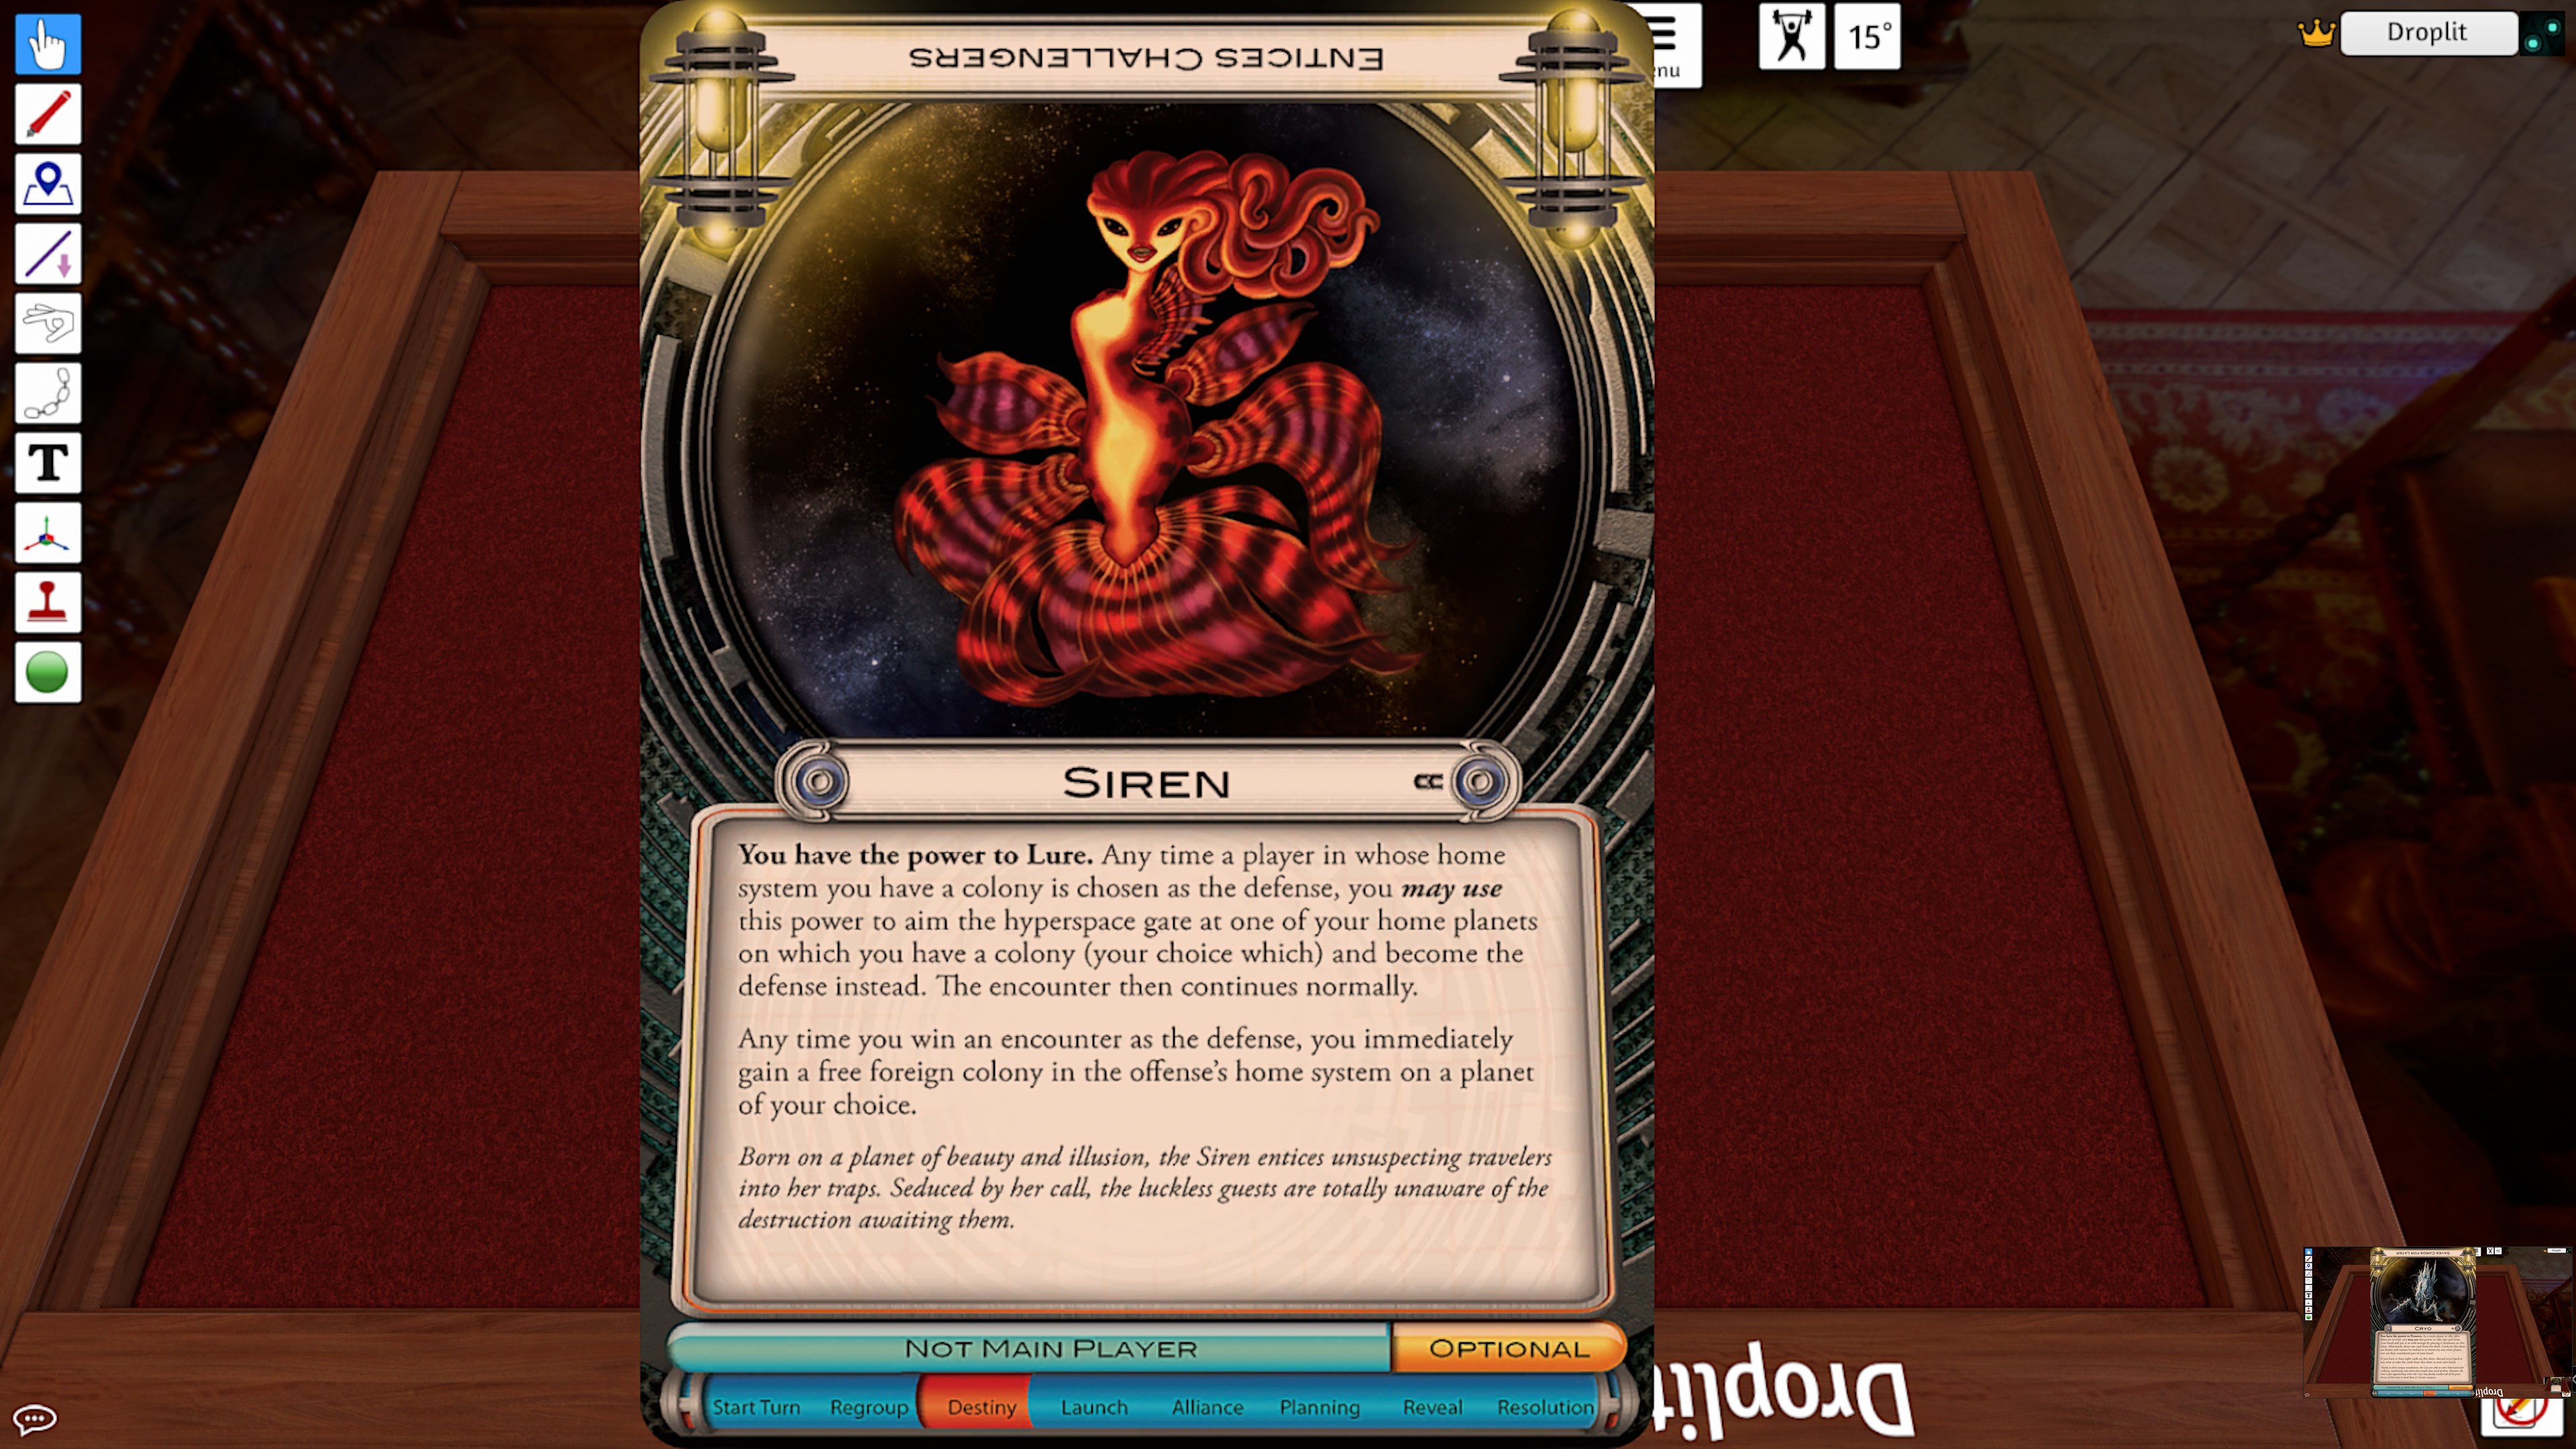 ENTICES CHALLENGERS
nu
15°
Droplit
T
SIREN
CC
You have the power to Lure. Any time a player in whose home
system you have a colony is chosen as the defense, you may use
this power to aim the hyperspace gate at one of your home planets
on which you have a colony (your choice which) and become the
defense instead. The encounter then continues normally.
Any time you win an encounter as the defense, you immediately
gain a free foreign colony in the offense's home system on a planet
of your choice.
Born on a planet of beauty and illusion, the Siren entices unsuspecting travelers
into her traps. Seduced by her call, the luckless guests are totally unaware of the
destruction awaiting them.
NOT MAIN PLAYER OPTIONAL
Start Turn Regroup Destiny Launch Alliance Planning Reveal Resolution
Droplit
CRYO